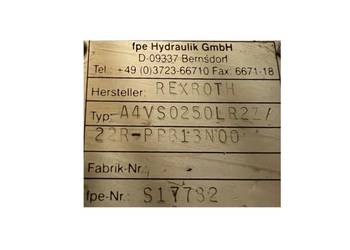 fpe Hydraulik GmbH
D-09337 Bernsdorf
Tel.: +49 (0)3723-66710 Fax: 6671-18
Hersteller: REXROTH
Typ: A4VSO250LR2Z/
22R-PPB13N00
Fabrik-Nr.
fpe-Nr.: S17732